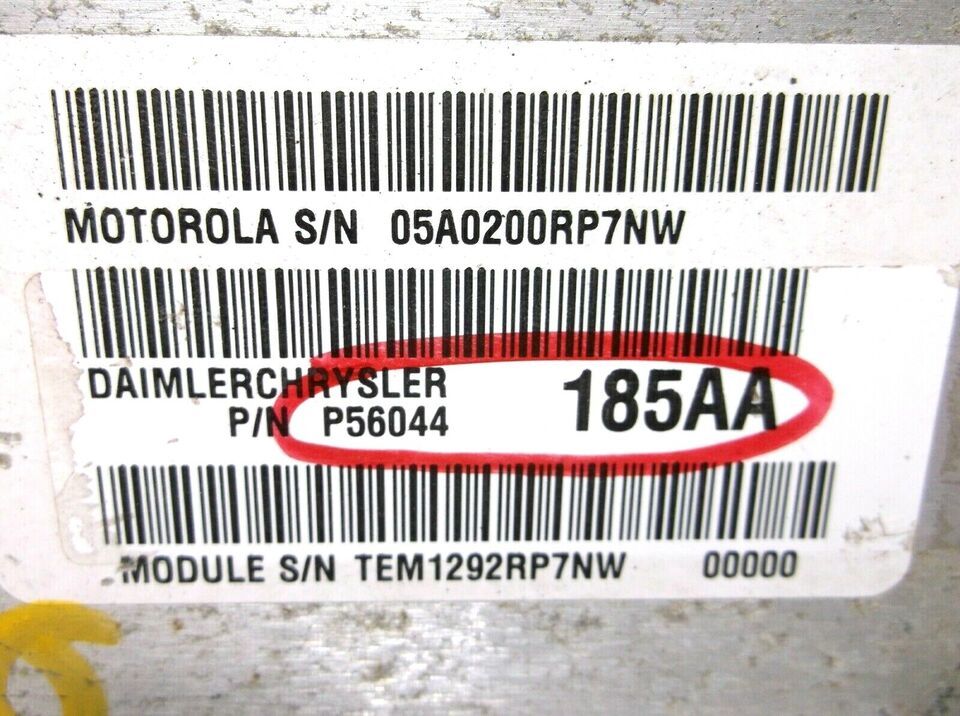 MOTOROLA S/N 05A0200RP7NW
DAIMLERCHRYSLER
P/N P56044 185AA
MODULE S/N TEM1292RP7NW 00000